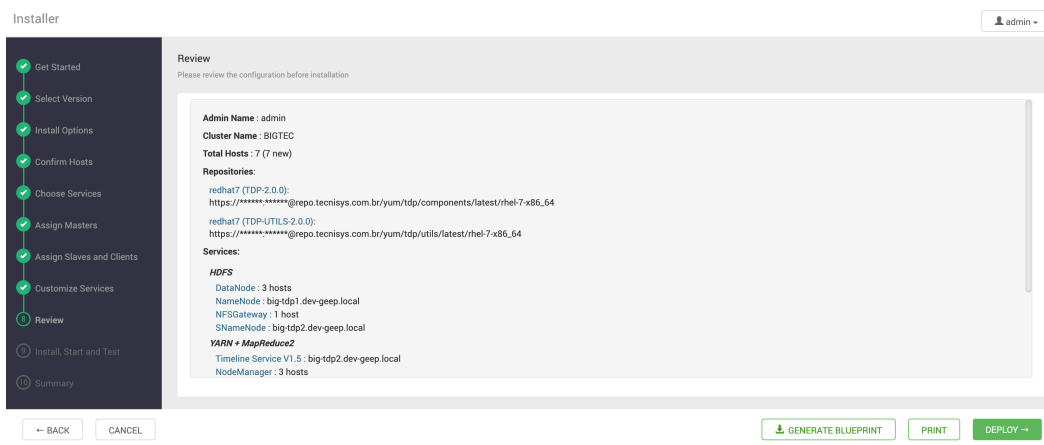 Installer
admin
Get Started
Select Version
Install Options
Confirm Hosts
Choose Services
Assign Masters
Assign Slaves and Clients
Customize Services
8 Review
9 Install, Start and Test
10 Summary
Review
Please review the configuration before installation
Admin Name : admin
Cluster Name : BIGTEC
Total Hosts : 7 (7 new)
Repositories:
redhat7 (TDP-2.0.0):
https://******:******@repo.tecnisys.com.br/yum/tdp/components/latest/rhel-7-x86_64
redhat7 (TDP-UTILS-2.0.0):
https://******:******@repo.tecnisys.com.br/yum/tdp/utils/latest/rhel-7-x86_64
Services:
HDFS
DataNode : 3 hosts
NameNode : big-tdp1.dev-geep.local
NFSGateway : 1 host
SNameNode : big-tdp2.dev-geep.local
YARN + MapReduce2
Timeline Service V1.5 : big-tdp2.dev-geep.local
NodeManager : 3 hosts
← BACK
CANCEL
GENERATE BLUEPRINT
PRINT
DEPLOY →